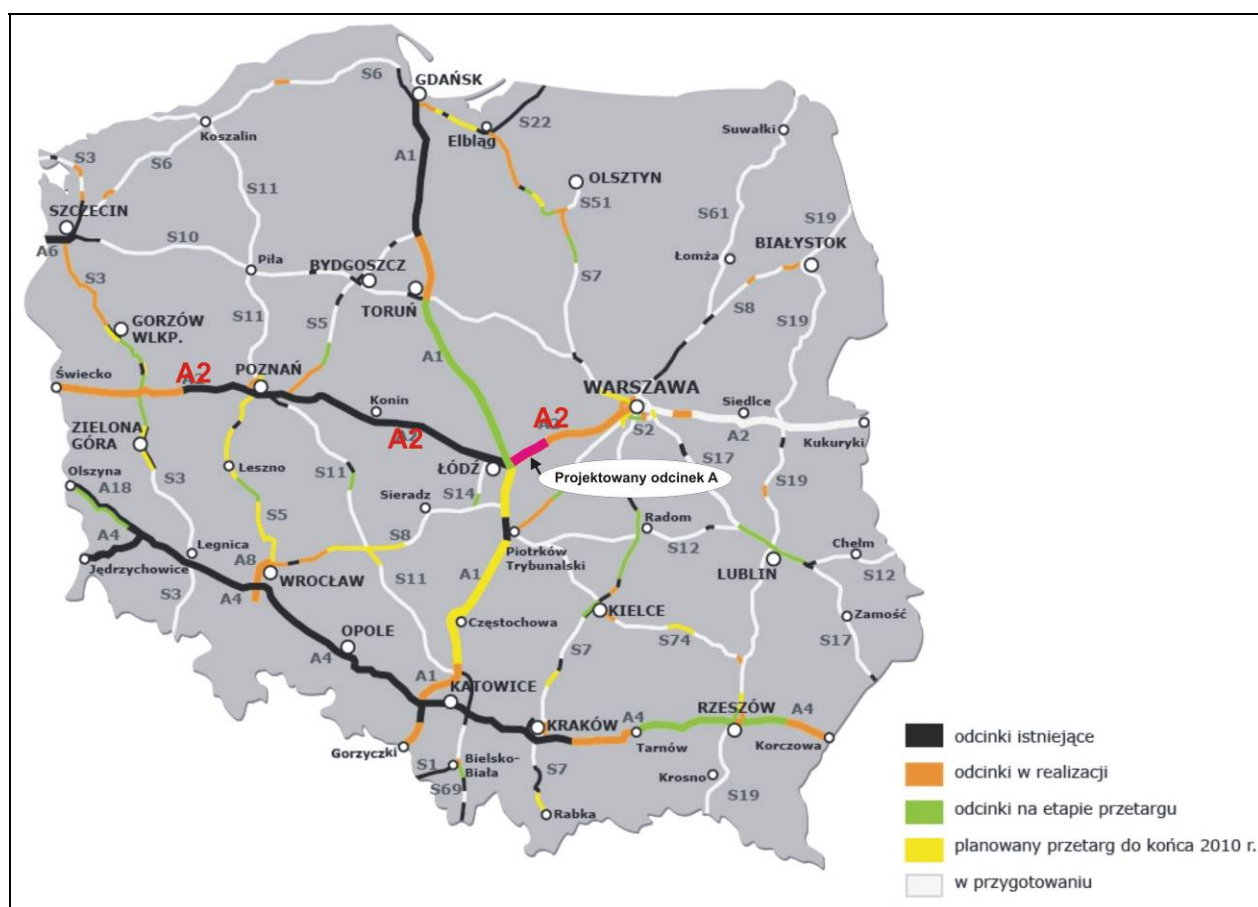 S6
GDAŃSK
S22
Suwałki
Koszalin
Elbląg
S3
S6
A1
S11
OLSZTYN
S51
SZCZECIN
S61
S19
S10
A6
BIAŁYSTOK
Łomża
Piła
BYDGOSZCZ
S3
S7
TORUŃ
S8
S11
S5
S19
GORZÓW
WLKP.
A1
POZNAŃ
A2
Świecko
WARSZAWA
Konin
A2
Siedlce
A2
S2
A2
Kukuryki
ZIELONA
GÓRA
ŁÓDŹ
S17
Olszyna
Leszno
S3
S11
Projektowany odcinek A
S19
A18
Sieradz
S14
S5
Radom
A4
S8
S12
Chełm
Legnica
Piotrków
Trybunalski
A8
Jędrzychowice
LUBLIN
S12
WROCŁAW
A1
S11
S3
A4
KIELCE
Częstochowa
Zamość
OPOLE
S74
S17
S7
A4
A1
KATOWICE
RZESZÓW
A4
KRAKÓW
A4
Gorzyczki
Tarnów
Korczowa
S1
Bielsko-
Biała
S7
Krosno
S69
S19
Rabka
odcinki istniejące
odcinki w realizacji
odcinki na etapie przetargu
planowany przetarg do końca 2010 r.
w przygotowaniu